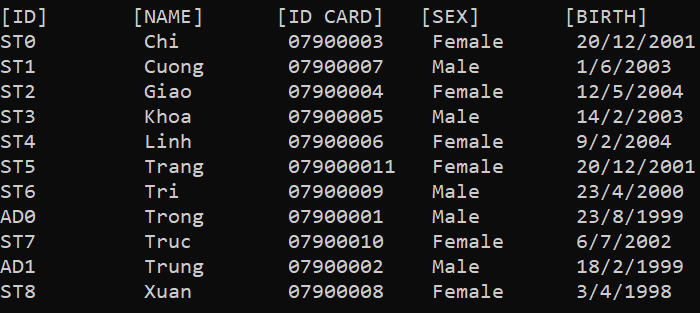 [ID] [NAME] [ID CARD] [SEX] [BIRTH]
ST0 Chi 07900003 Female 20/12/2001
ST1 Cuong 07900007 Male 1/6/2003
ST2 Giao 07900004 Female 12/5/2004
ST3 Khoa 07900005 Male 14/2/2003
ST4 Linh 07900006 Female 9/2/2004
ST5 Trang 079000011 Female 20/12/2001
ST6 Tri 07900009 Male 23/4/2000
AD0 Trong 07900001 Male 23/8/1999
ST7 Truc 07900010 Female 6/7/2002
AD1 Trung 07900002 Male 18/2/1999
ST8 Xuan 07900008 Female 3/4/1998